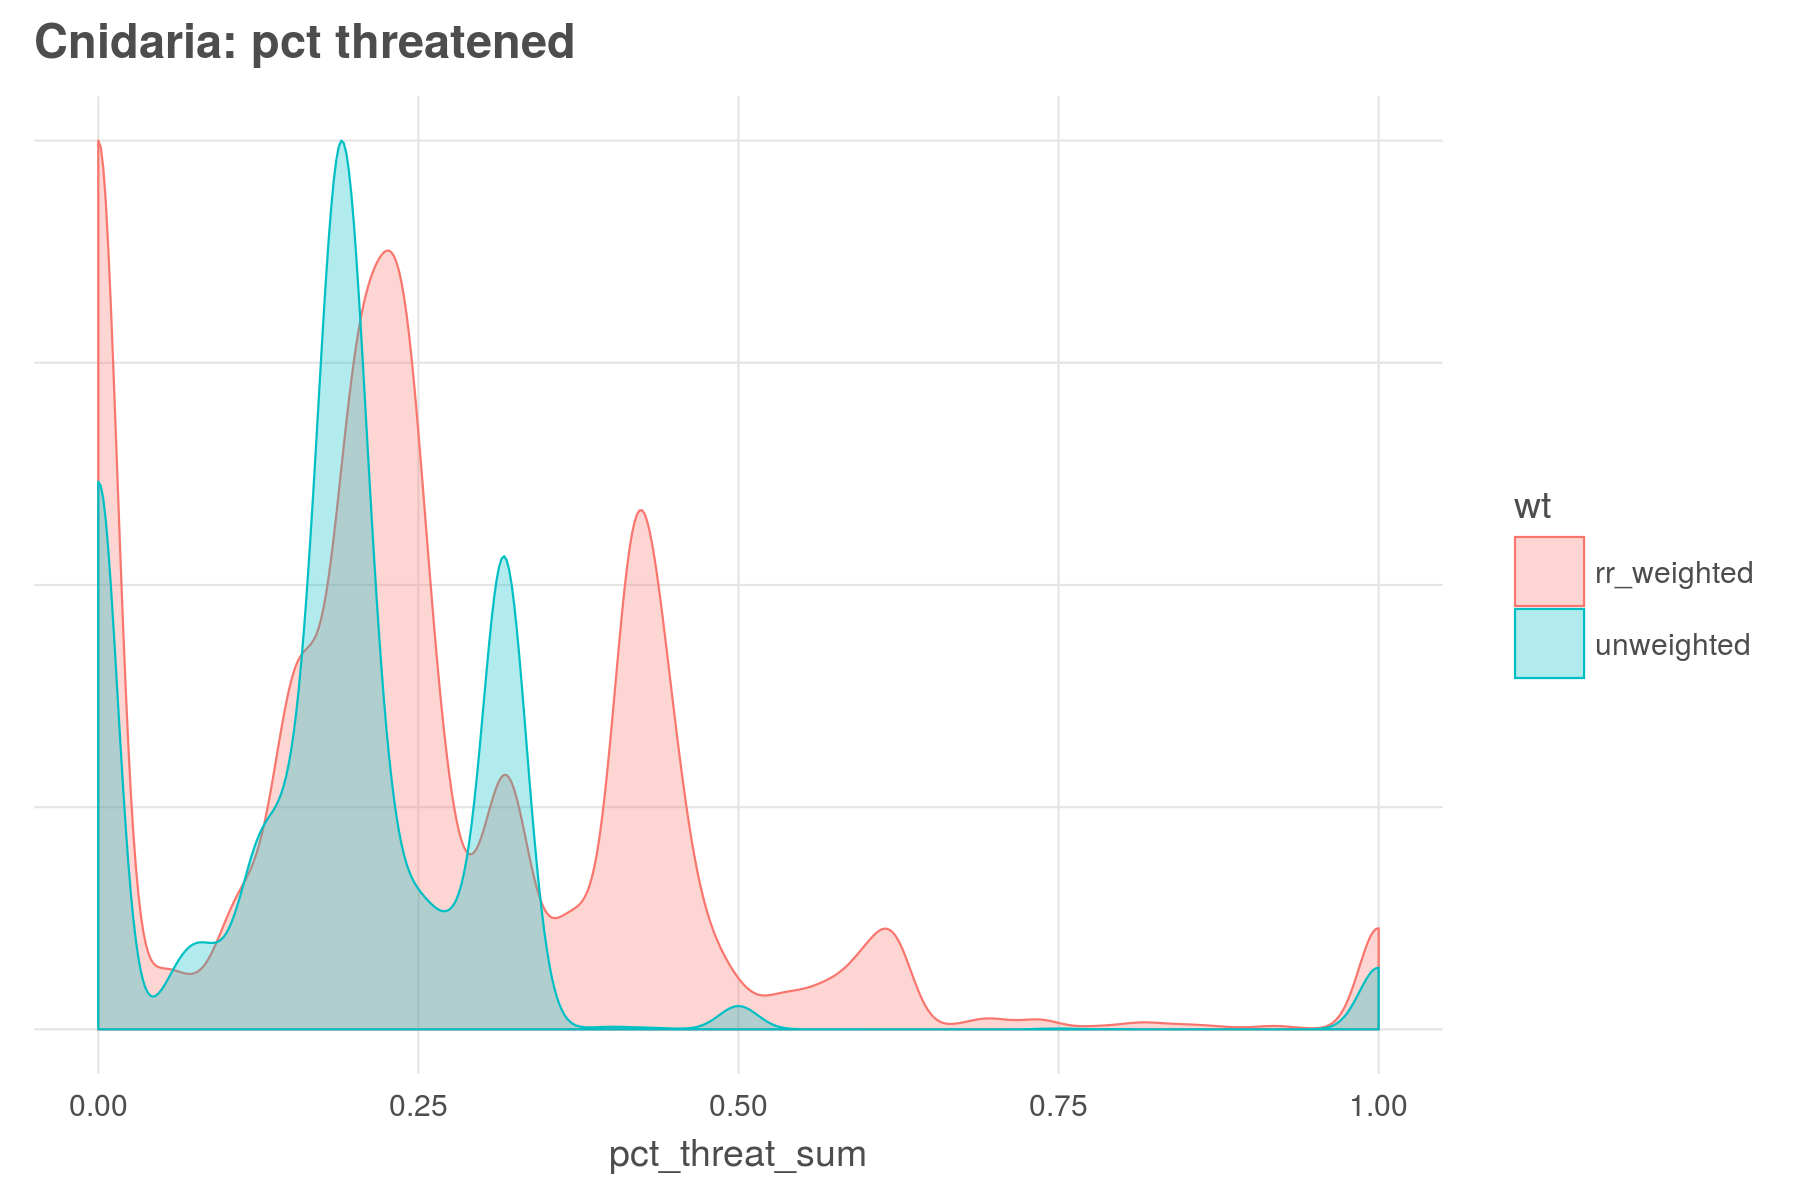 Cnidaria: pct threatened
wt
rr_weighted
unweighted
0.00 0.25 0.50 0.75 1.00
pct_threat_sum